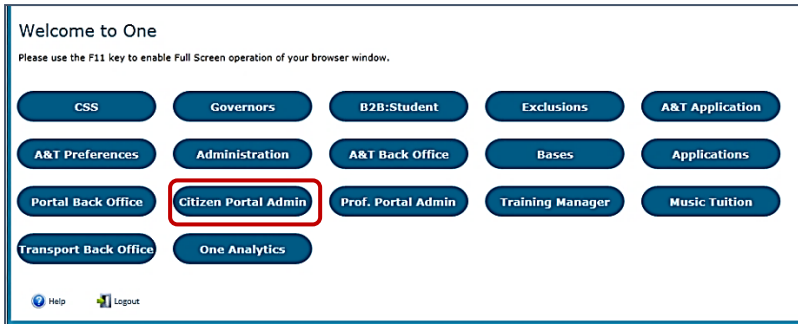 Welcome to One
Please use the F11 key to enable Full Screen operation of your browser window.
CSS Governors B2B:Student Exclusions A&T Application
A&T Preferences Administration A&T Back Office Bases Applications
Portal Back Office Citizen Portal Admin Prof. Portal Admin Training Manager Music Tuition
Transport Back Office One Analytics
Help Logout